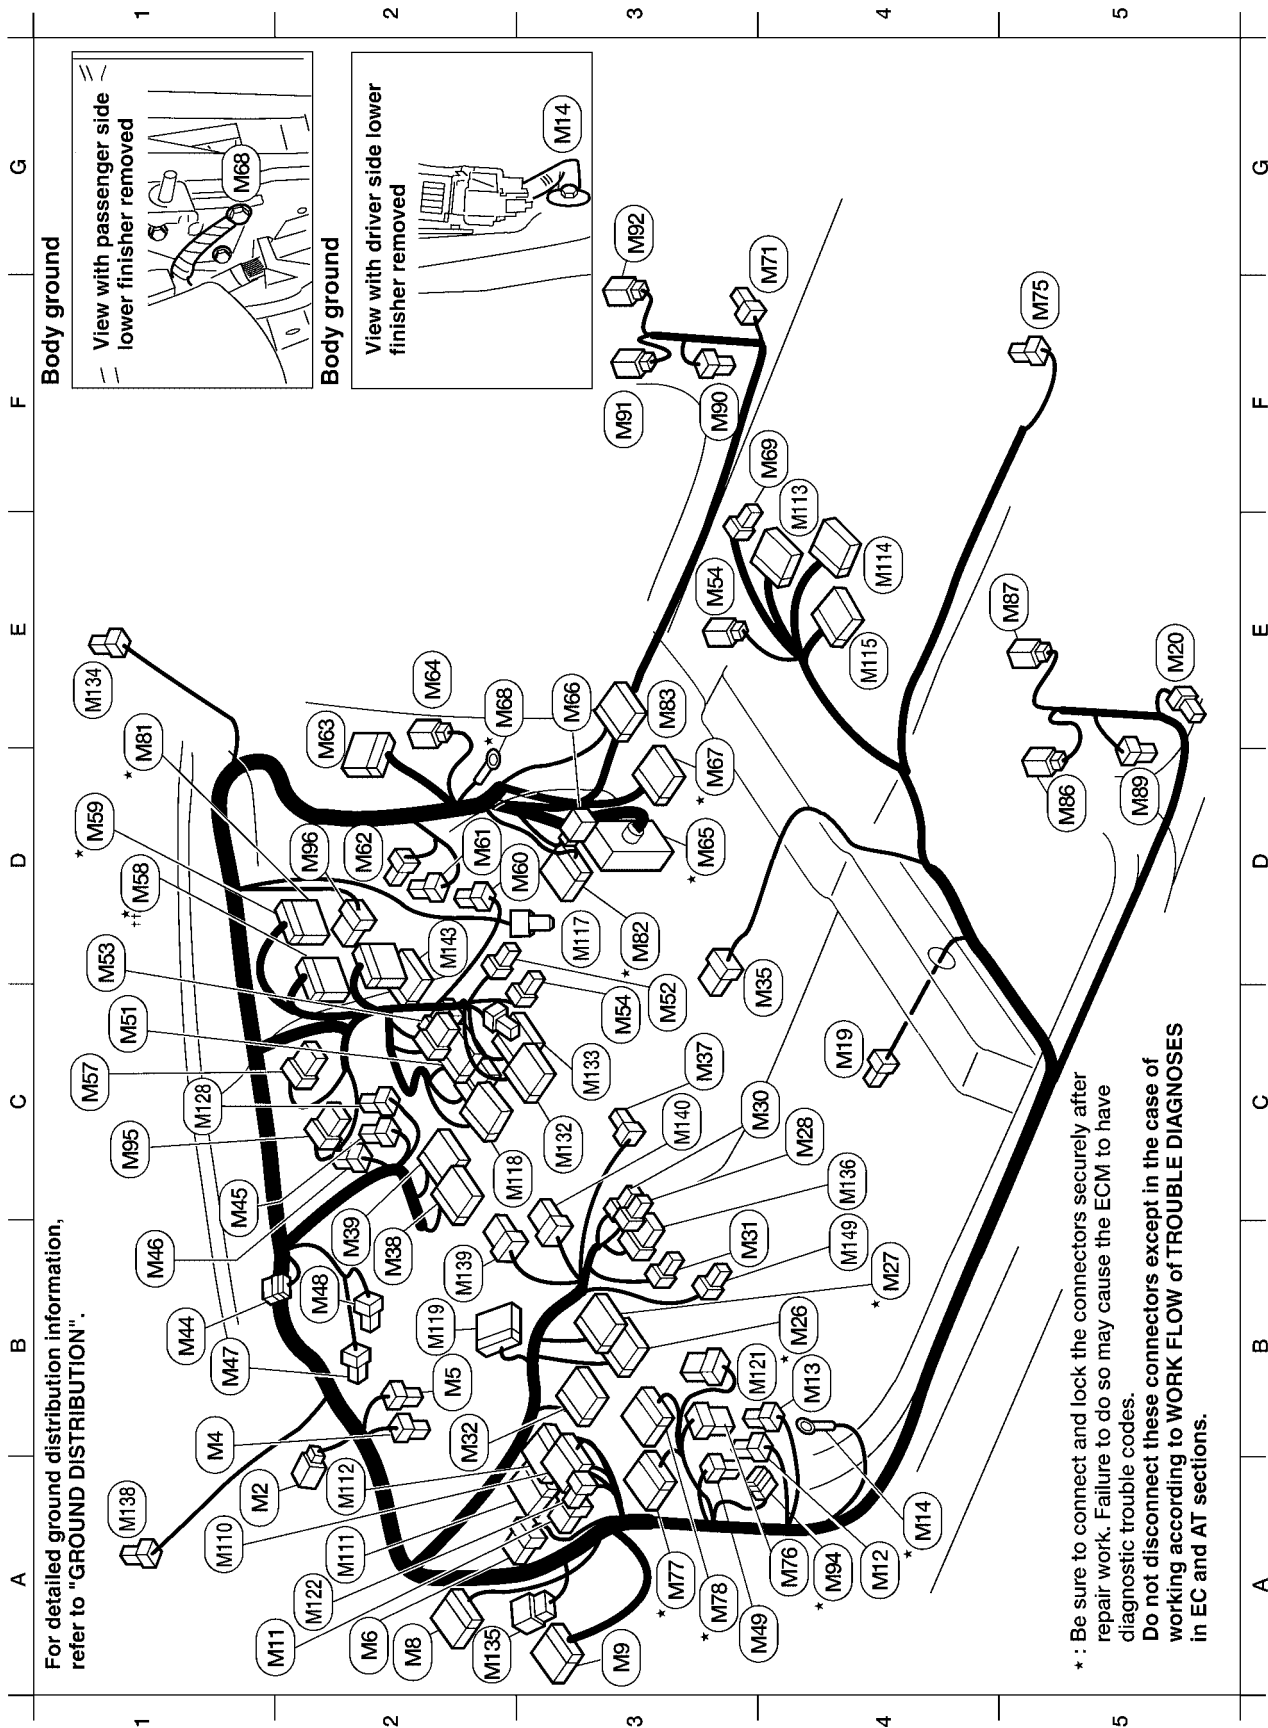 For detailed ground distribution information,
refer to "GROUND DISTRIBUTION".
Body ground
View with passenger side
lower finisher removed
M68
Body ground
View with driver side lower
finisher removed
M14
1
2
3
4
5
A
B
C
D
E
F
G
M138
M2
M4
M5
M47
M48
M44
M46
M45
M95
M128
M57
M51
M53
††★ M58
★ M59
★ M81
M134
M110
M112
M111
M122
M11
M6
M8
M135
M9
M32
M119
M38
M39
M139
M118
M132
M133
M54
M52
M117
M143
M96
M62
M61
M60
M63
M64
★ M68
M66
M83
★ M67
★ M65
★ M82
M35
M37
M140
M30
M28
M136
M31
M149
★ M27
★ M26
M121
M13
★ M14
M12
★ M94
M76
M49
★ M78
★ M77
M19
M92
M91
M90
M71
M69
M113
M54
M114
M115
M75
M87
M20
M86
M89
★ : Be sure to connect and lock the connectors securely after
repair work. Failure to do so may cause the ECM to have
diagnostic trouble codes.
Do not disconnect these connectors except in the case of
working according to WORK FLOW of TROUBLE DIAGNOSES
in EC and AT sections.
1
2
3
4
5
A
B
C
D
E
F
G